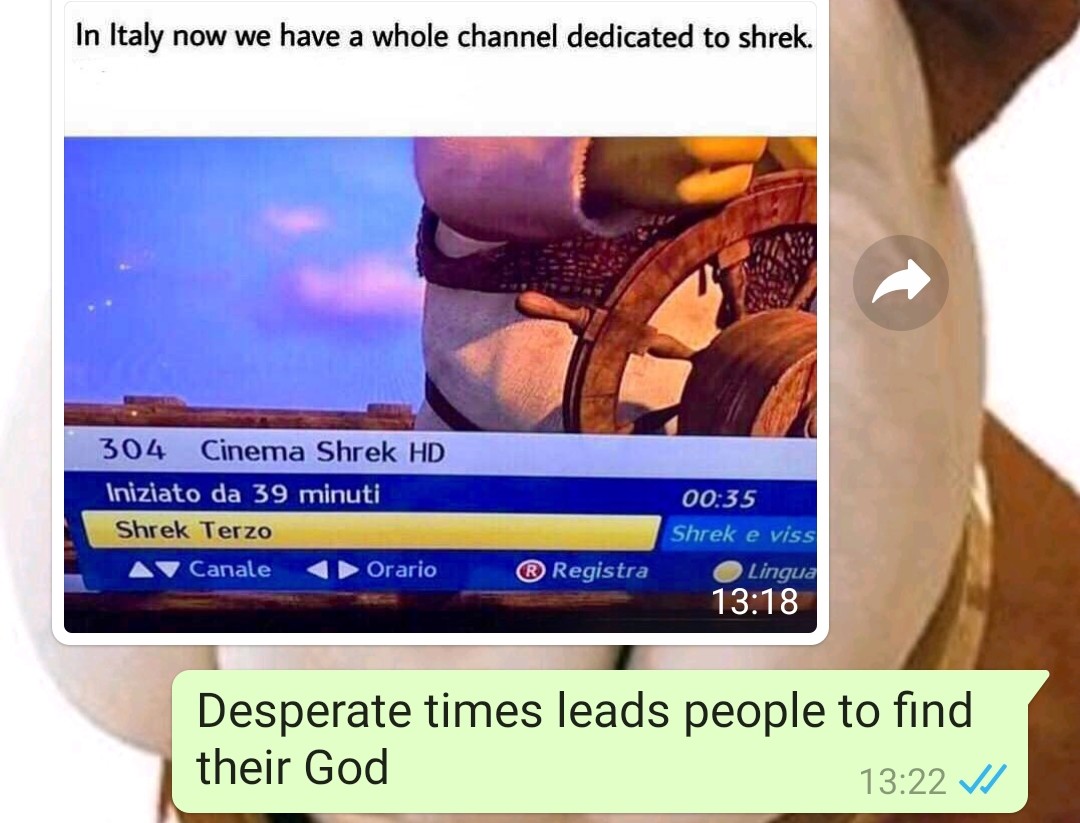 In Italy now we have a whole channel dedicated to shrek.
304 Cinema Shrek HD
Iniziato da 39 minuti 00:35
Shrek Terzo Shrek e viss
Canale Orario R Registra Lingua
13:18
Desperate times leads people to find
their God
13:22